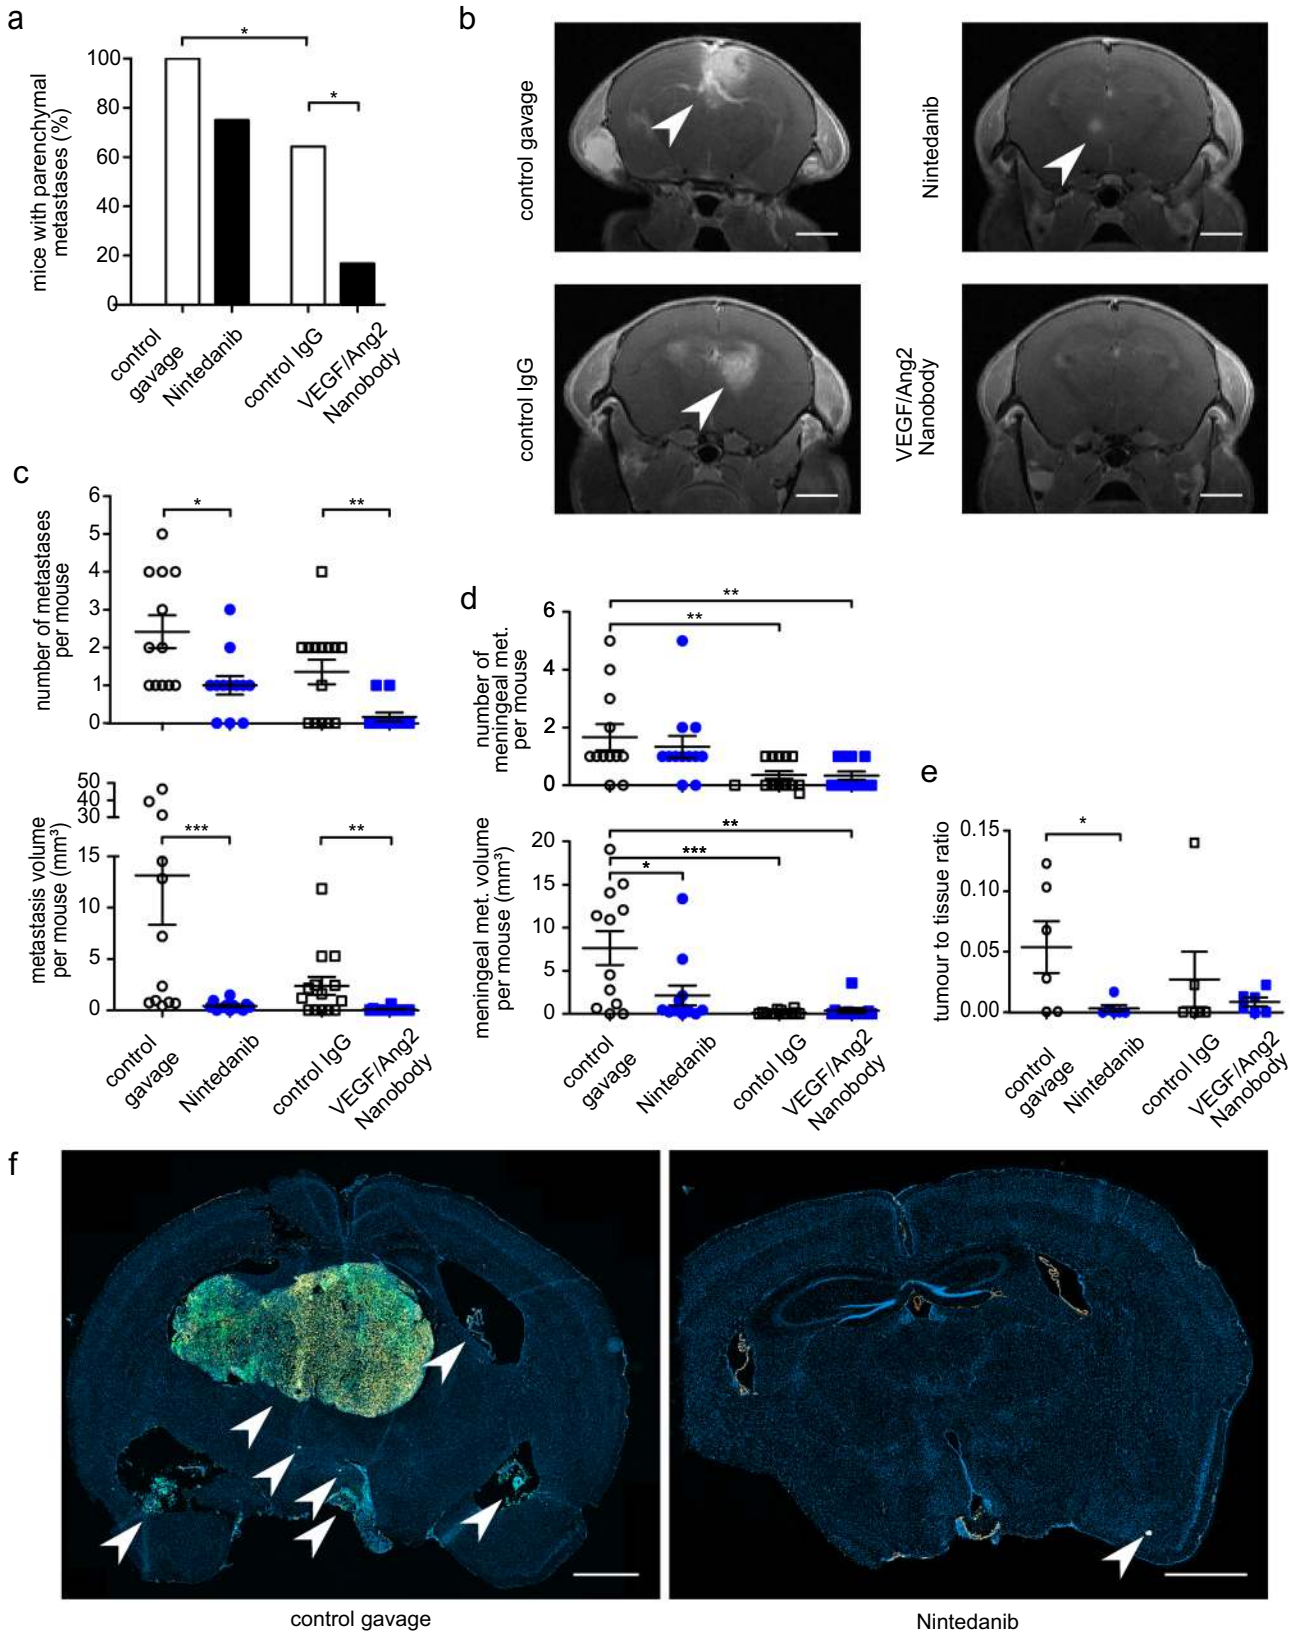 a
*
*
100
80
60
40
20
0
mice with parenchymal
metastases (%)
control
gavage
Nintedanib
control IgG
VEGF/Ang2
Nanobody
b
control gavage
Nintedanib
control IgG
VEGF/Ang2
Nanobody
c
6
5
4
3
2
1
0
number of metastases
per mouse
*
**
50
40
30
15
10
5
0
metastasis volume
per mouse (mm³)
***
**
control
gavage
Nintedanib
control IgG
VEGF/Ang2
Nanobody
d
6
4
2
0
number of
meningeal met.
per mouse
**
**
20
15
10
5
0
meningeal met. volume
per mouse (mm³)
**
***
*
control
gavage
Nintedanib
contol IgG
VEGF/Ang2
Nanobody
e
0.15
0.10
0.05
0.00
tumour to tissue ratio
*
control
gavage
Nintedanib
control IgG
VEGF/Ang2
Nanobody
f
control gavage
Nintedanib